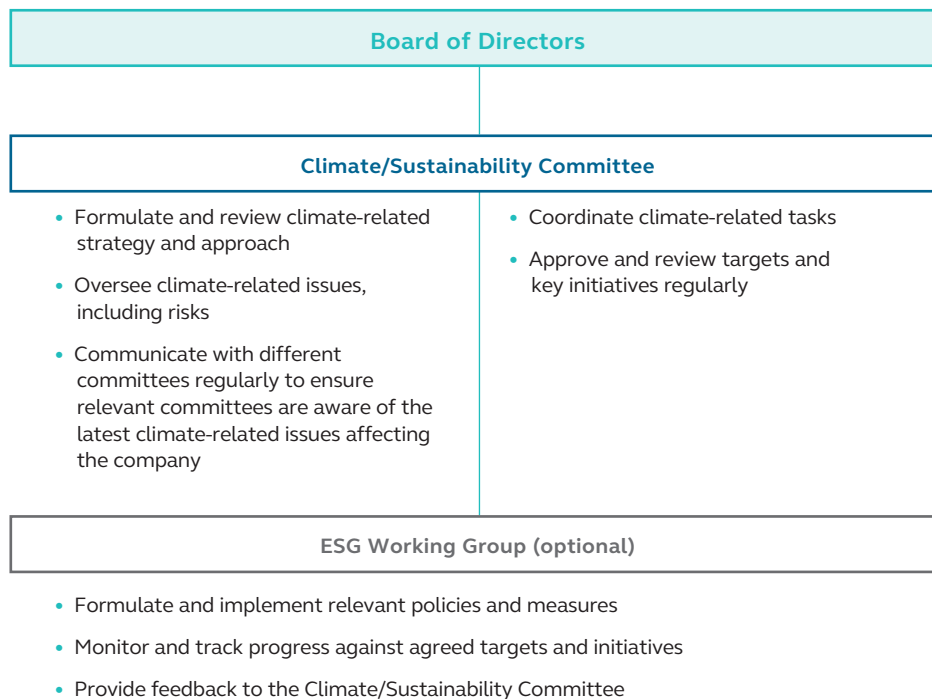 Board of Directors
Climate/Sustainability Committee
• Formulate and review climate-related
strategy and approach
• Oversee climate-related issues,
including risks
• Communicate with different
committees regularly to ensure
relevant committees are aware of the
latest climate-related issues affecting
the company
• Coordinate climate-related tasks
• Approve and review targets and
key initiatives regularly
ESG Working Group (optional)
• Formulate and implement relevant policies and measures
• Monitor and track progress against agreed targets and initiatives
• Provide feedback to the Climate/Sustainability Committee